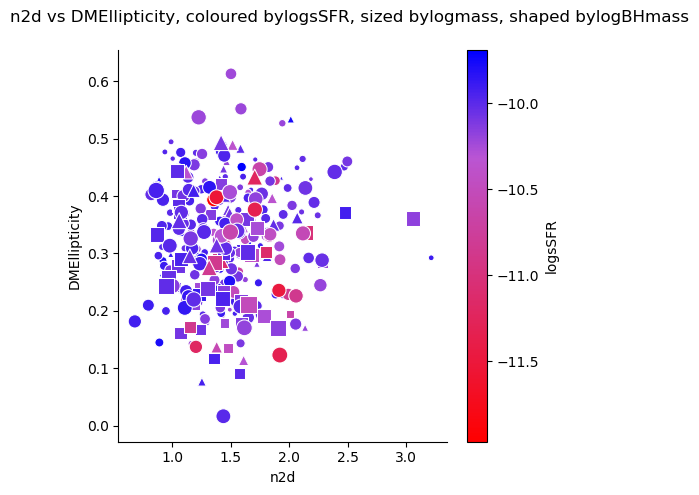 n2d vs DMEllipticity, coloured bylogsSFR, sized bylogmass, shaped bylogBHmass
0.6
0.5
0.4
0.3
0.2
0.1
0.0
DMEllipticity
1.0 1.5 2.0 2.5 3.0
n2d
−10.0
−10.5
−11.0
−11.5
logsSFR